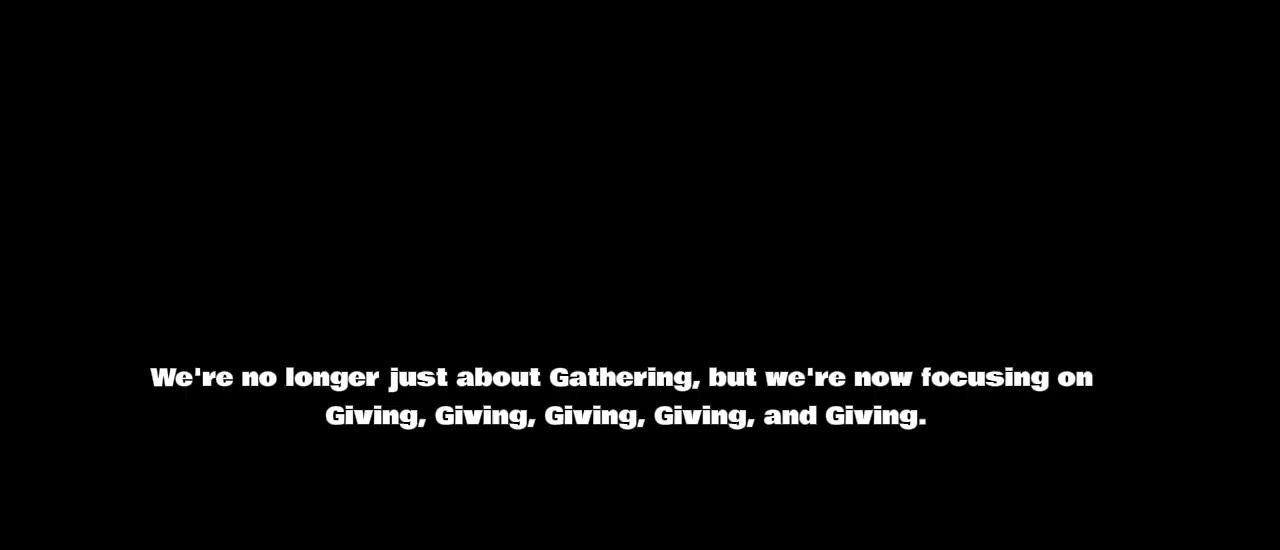 We're no longer just about Gathering, but we're now focusing on
Giving, Giving, Giving, Giving, and Giving.